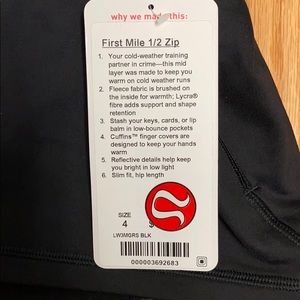 why we made this:
First Mile 1/2 Zip
1. Your cold-weather training
partner in crime—this mid
layer was made to keep you
warm on cold weather runs
2. Fleece fabric is brushed on
the inside for warmth; Lycra®
fibre adds support and shape
retention
3. Stash your keys, cards, or lip
balm in low-bounce pockets
4. Cuffins™ finger covers are
designed to keep your hands
warm
5. Reflective details help keep
you bright in low light
6. Slim fit, hip length
SIZE
4 $
LW3MGRS BLK
000003692683